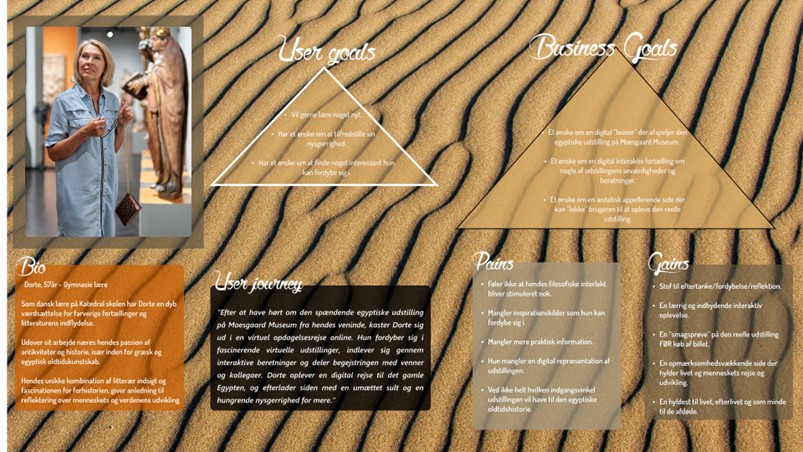 User goals
• Vil gerne lære noget nyt.
• Har et ønske om at tilfredstille sin
nysgerrighed.
• Har et ønske om at finde noget interessant hun
kan fordybe sig i.
Business Goals
• Et ønske om en digital "teaser" der afspejler den
egyptiske udstilling på Moesgaard Museum.
• Et ønske om en digital interaktiv fortælling om
nogle af udstillingens seværdigheder og
beretninger.
• Et ønske om en æstetisk appellerende side der
kan "lokke" brugeren til at opleve den reelle
udstilling.
Bio
Dorte, 57år - Gymnasie lære
Som dansk lære på Katedral skolen har Dorte en dyb
værdsættelse for farverige fortællinger og
litteraturens indflydelse.
Udover sit arbejde næres hendes passion af
antikviteter og historie, især inden for græsk og
egyptisk oldtidskunstskab.
Hendes unikke kombination af litterær indsigt og
fascinationen for forhistorien, giver anledning til
reflektering over menneskets og verdenens udvikling.
User journey
"Efter at have hørt om den spændende egyptiske udstilling
på Moesgaard Museum fra hendes veninde, kaster Dorte sig
ud i en virtuel opdagelsesrejse online. Hun fordyber sig i
fascinerende virtuelle udstillinger, indlever sig gennem
interaktive beretninger og deler begejstringen med venner
og kollegaer. Dorte oplever en digital rejse til det gamle
Egypten, og efterlader siden med en umættet sult og en
hungrende nysgerrighed for mere."
Pains
• Føler ikke at hendes filosofiske interlekt
bliver stimuleret nok.
• Mangler inspirationskilder som hun kan
fordybe sig i.
• Mangler mere praktisk information.
• Hun mangler en digital repræsentation af
udstillingen.
• Ved ikke helt hvilken indgangsvinkel
udstillingen vil have til den egyptiske
oldtidshistorie.
Gains
• Stof til eftertanke/fordybelse/reflektion.
• En lærrig og indbydende interaktiv
oplevelse.
• En "smagsprøve" på den reelle udstilling
FØR køb af billet.
• En opmærksomhedsvækkende side der
hylder livet og menneskets rejse og
udvikling.
• En hyldest til livet, efterlivet og som minde
til de afdøde.